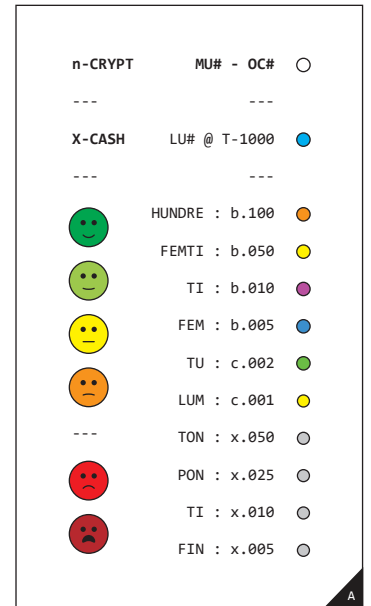 n-CRYPT MU# - OC#
--- ---
X-CASH LU# @ T-1000
--- ---
HUNDRE : b.100
FEMTI : b.050
TI : b.010
FEM : b.005
TU : c.002
LUM : c.001
--- TON : x.050
PON : x.025
TI : x.010
FIN : x.005
A